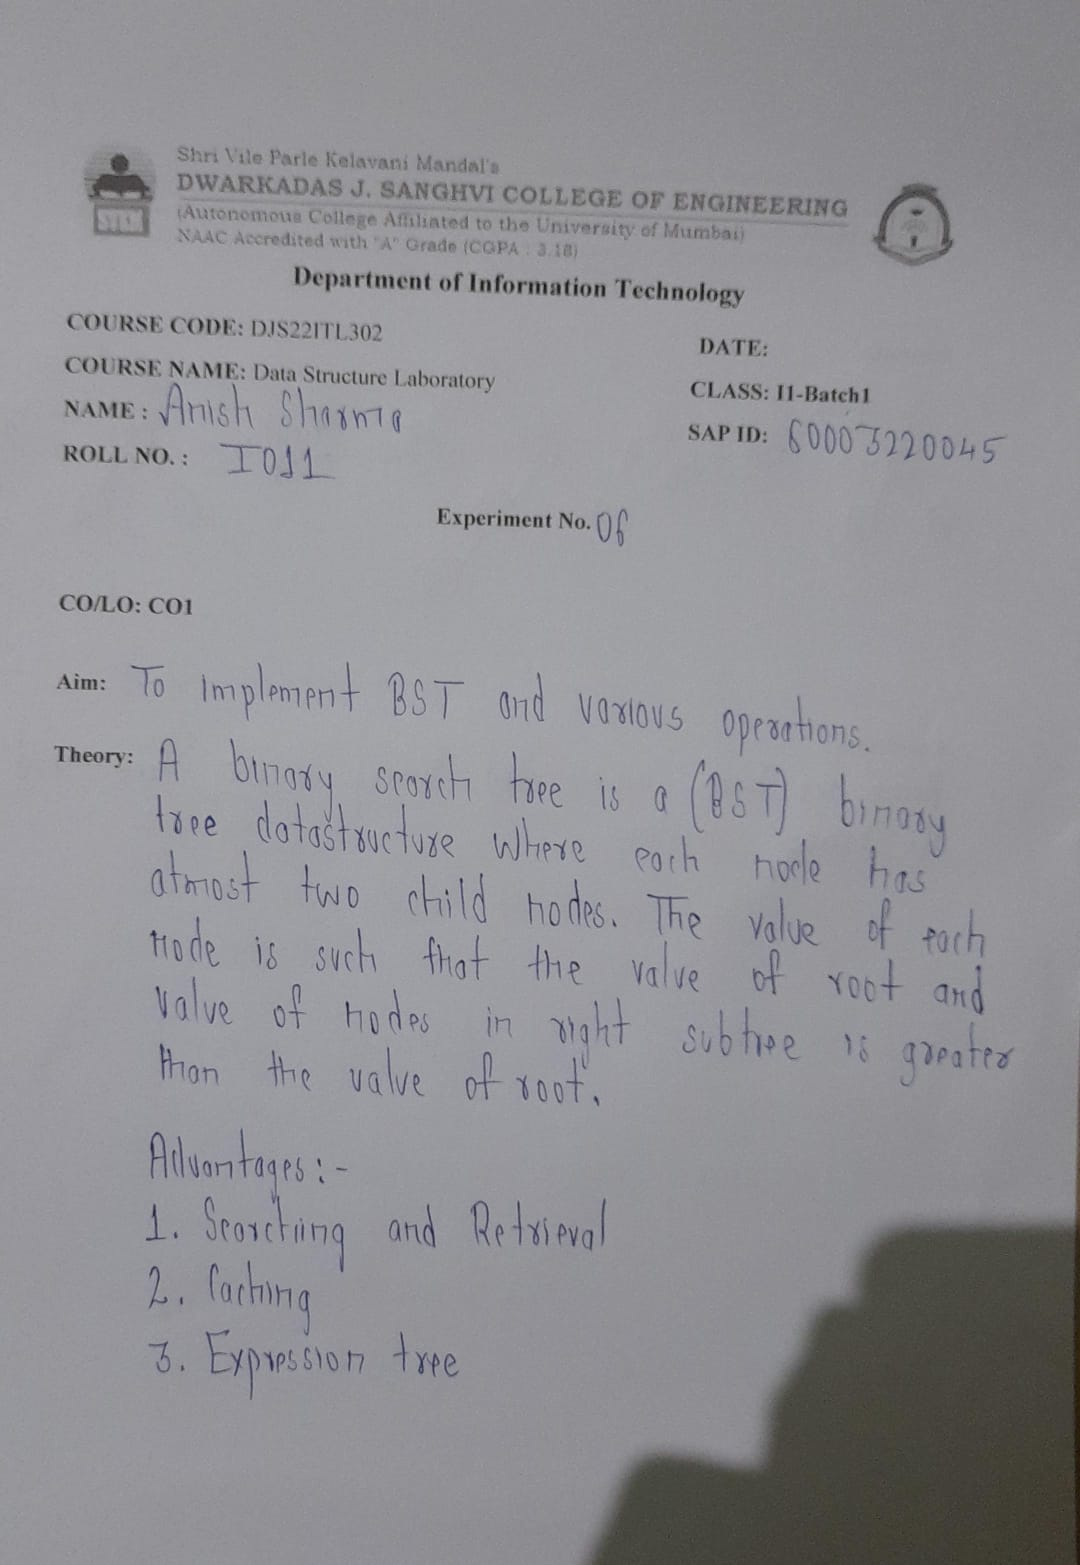 Shri Vile Parle Kelavani Mandal's
DWARKADAS J. SANGHVI COLLEGE OF ENGINEERING
(Autonomous College Affiliated to the University of Mumbai)
NAAC Accredited with "A" Grade (CGPA : 3.18)
Department of Information Technology
COURSE CODE: DJS22ITL302
DATE:
COURSE NAME: Data Structure Laboratory
CLASS: I1-Batch1
NAME : Anish Sharma
SAP ID: 60003220045
ROLL NO. : I011
Experiment No. 06
CO/LO: CO1
Aim: To implement BST and various operations.
Theory: A binary search tree is a (BST) binary
tree datastructure where each node has
atmost two child nodes. The value of each
node is such that the value of root and
value of nodes in right subtree is greater
than the value of root.
Advantages :-
1. Searching and Retrieval
2. Caching
3. Expression tree